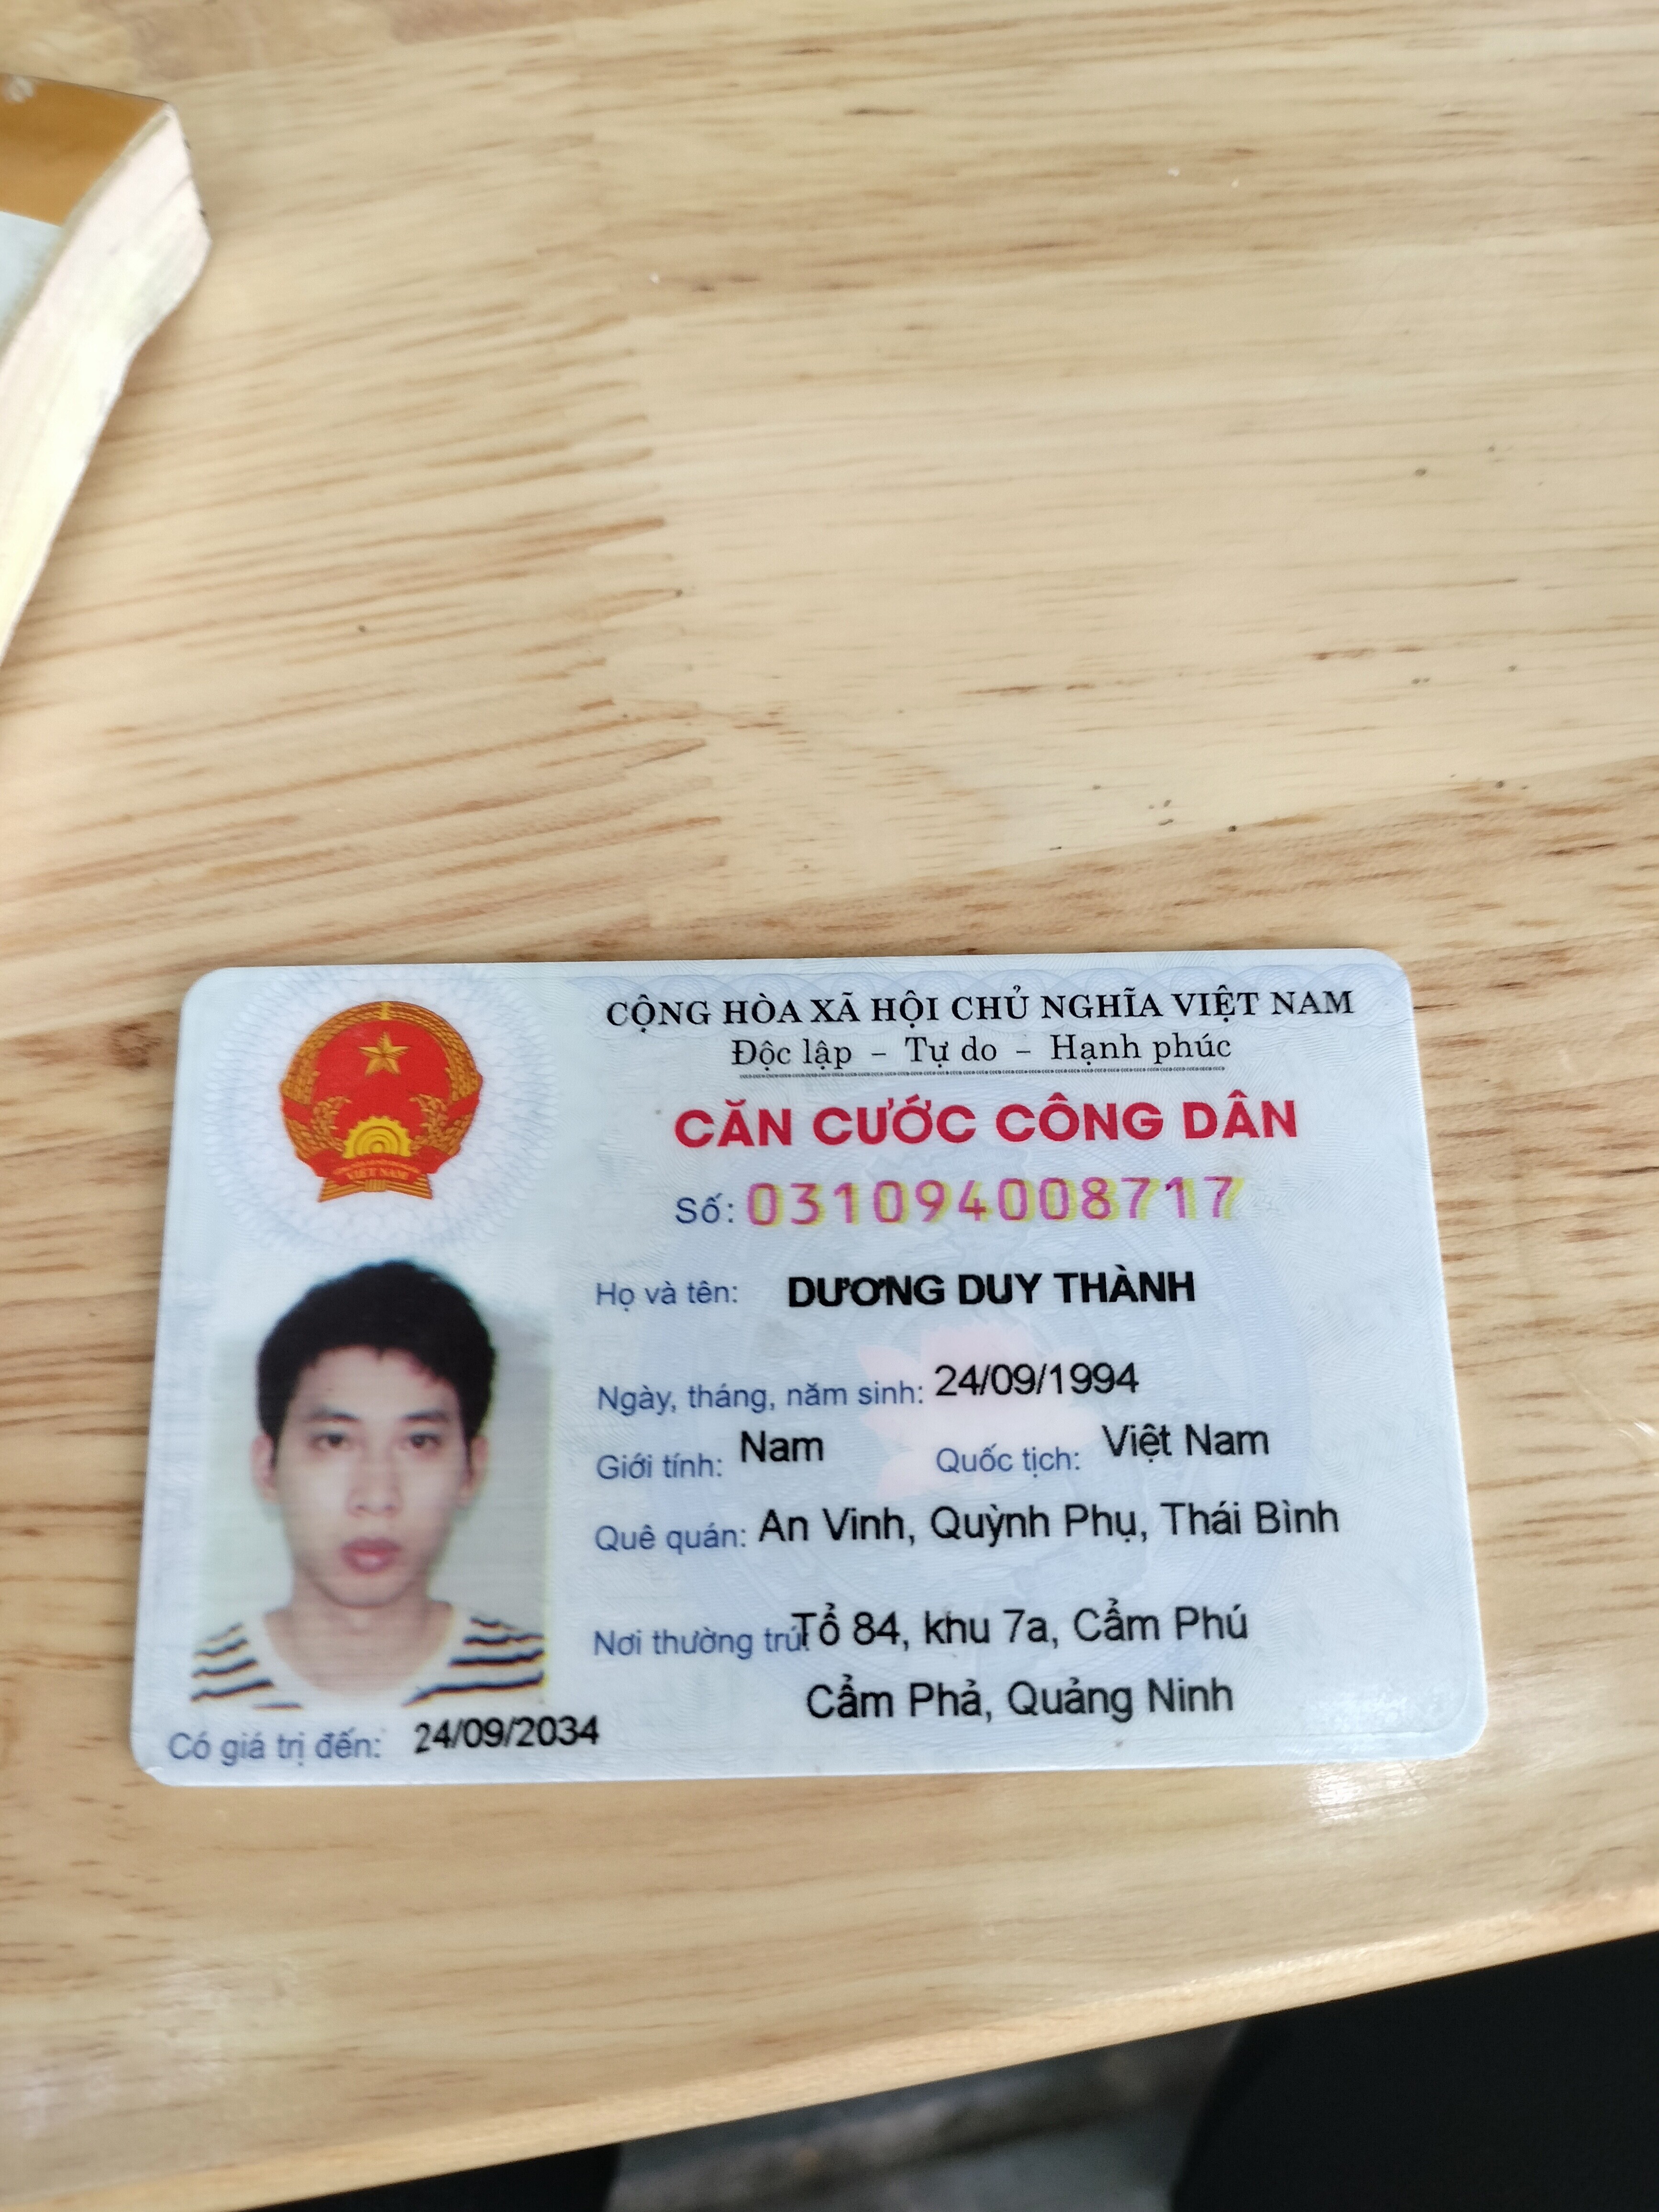 CỘNG HÒA XÃ HỘI CHỦ NGHĨA VIỆT NAM
Độc lập – Tự do – Hạnh phúc
CĂN CƯỚC CÔNG DÂN
Số: 031094008717
Họ và tên: DƯƠNG DUY THÀNH
Ngày, tháng, năm sinh: 24/09/1994
Giới tính: Nam Quốc tịch: Việt Nam
Quê quán: An Vinh, Quỳnh Phụ, Thái Bình
Nơi thường trú: Tổ 84, khu 7a, Cẩm Phú
Cẩm Phả, Quảng Ninh
Có giá trị đến: 24/09/2034
VIỆT NAM